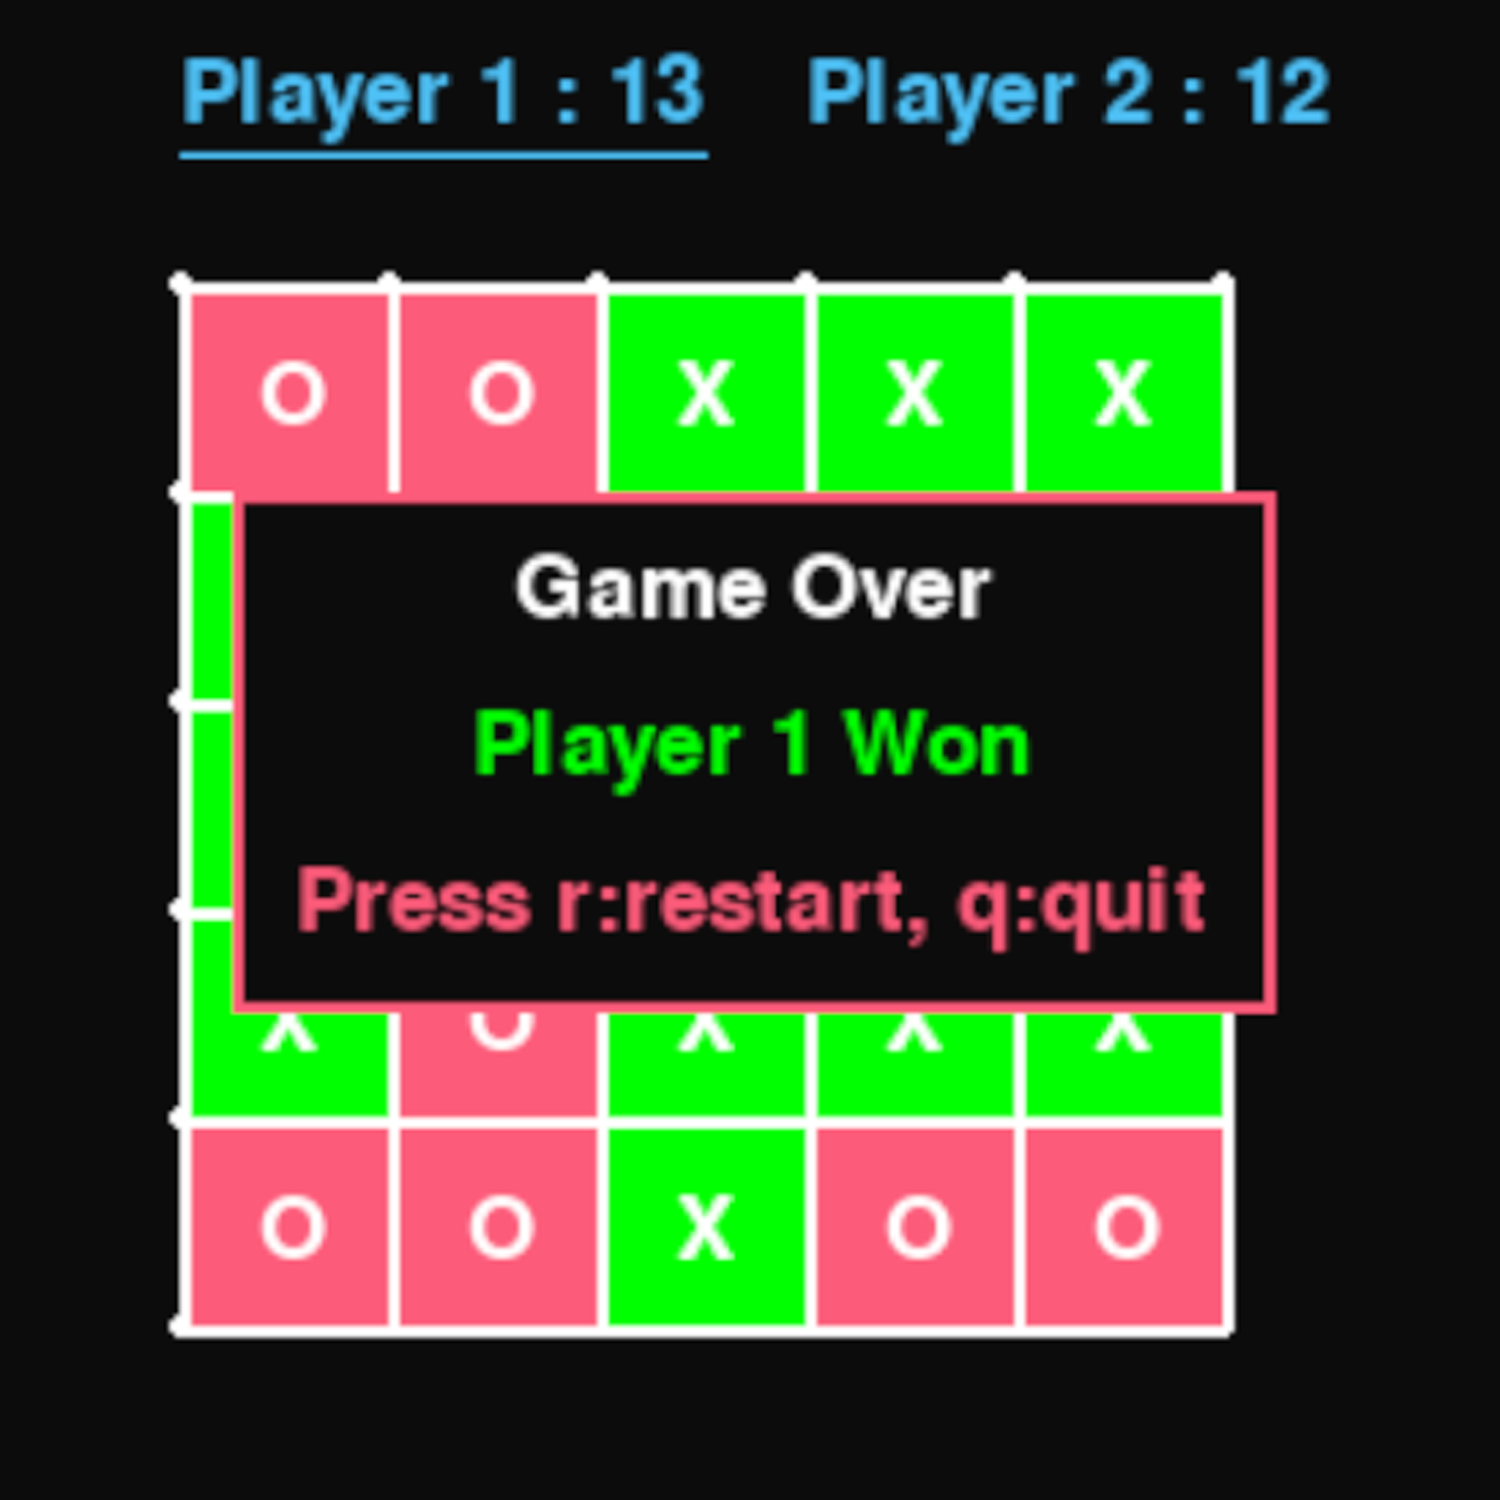 Player 1 : 13 Player 2 : 12
O O X X X
Game Over
Player 1 Won
Press r:restart, q:quit
X O X X X
O O X O O